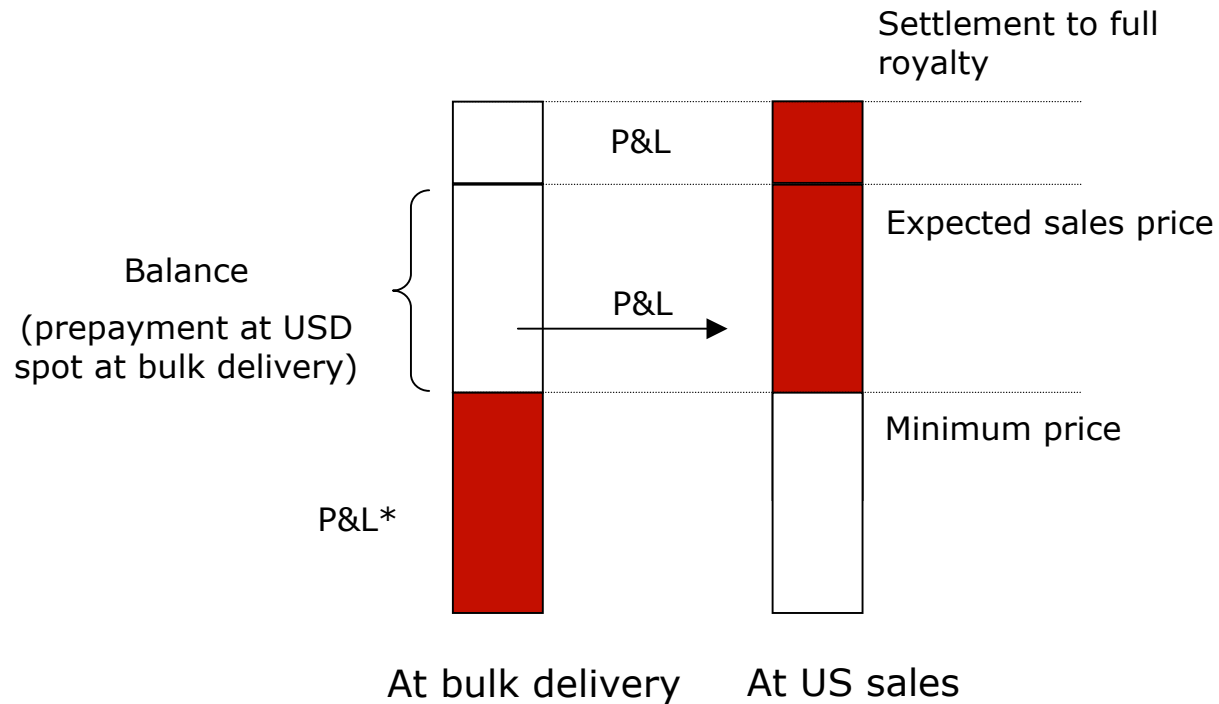 Settlement to full
royalty
P&L
Expected sales price
Balance
(prepayment at USD
spot at bulk delivery)
P&L
Minimum price
P&L*
At bulk delivery
At US sales